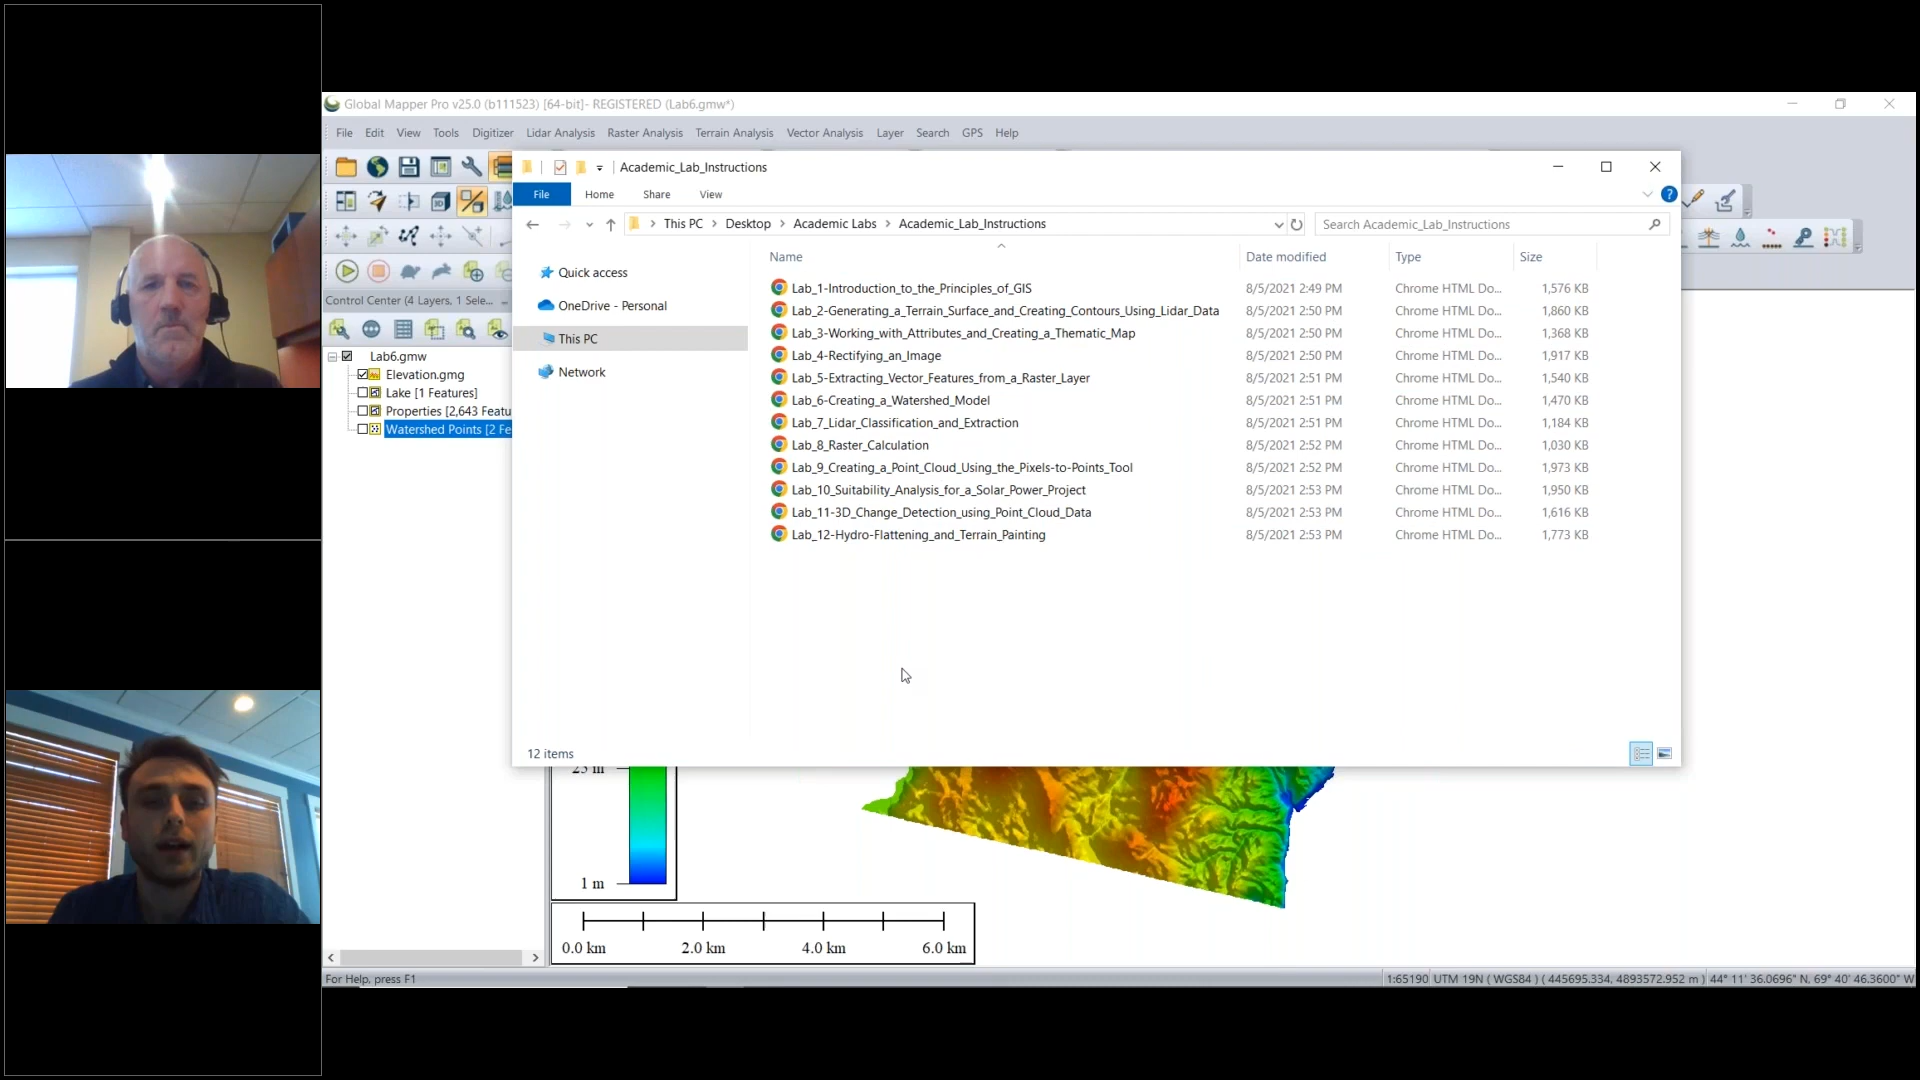 Global Mapper Pro v25.0 (b111523) [64-bit]- REGISTERED (Lab6.gmw*)
File Edit View Tools Digitizer Lidar Analysis Raster Analysis Terrain Analysis Vector Analysis Layer Search GPS Help
Academic_Lab_Instructions
File Home Share View
This PC > Desktop > Academic Labs > Academic_Lab_Instructions
Search Academic_Lab_Instructions
Name Date modified Type Size
Quick access
OneDrive - Personal
This PC
Network
Lab_1-Introduction_to_the_Principles_of_GIS 8/5/2021 2:49 PM Chrome HTML Do... 1,576 KB
Lab_2-Generating_a_Terrain_Surface_and_Creating_Contours_Using_Lidar_Data 8/5/2021 2:50 PM Chrome HTML Do... 1,860 KB
Lab_3-Working_with_Attributes_and_Creating_a_Thematic_Map 8/5/2021 2:50 PM Chrome HTML Do... 1,368 KB
Lab_4-Rectifying_an_Image 8/5/2021 2:50 PM Chrome HTML Do... 1,917 KB
Lab_5-Extracting_Vector_Features_from_a_Raster_Layer 8/5/2021 2:51 PM Chrome HTML Do... 1,540 KB
Lab_6-Creating_a_Watershed_Model 8/5/2021 2:51 PM Chrome HTML Do... 1,470 KB
Lab_7_Lidar_Classification_and_Extraction 8/5/2021 2:51 PM Chrome HTML Do... 1,184 KB
Lab_8_Raster_Calculation 8/5/2021 2:52 PM Chrome HTML Do... 1,030 KB
Lab_9_Creating_a_Point_Cloud_Using_the_Pixels-to-Points_Tool 8/5/2021 2:52 PM Chrome HTML Do... 1,973 KB
Lab_10_Suitability_Analysis_for_a_Solar_Power_Project 8/5/2021 2:53 PM Chrome HTML Do... 1,950 KB
Lab_11-3D_Change_Detection_using_Point_Cloud_Data 8/5/2021 2:53 PM Chrome HTML Do... 1,616 KB
Lab_12-Hydro-Flattening_and_Terrain_Painting 8/5/2021 2:53 PM Chrome HTML Do... 1,773 KB
12 items
Control Center (4 Layers, 1 Sele...
Lab6.gmw
Elevation.gmg
Lake [1 Features]
Properties [2,643 Featu
Watershed Points [2 Fe
25 m
1 m
0.0 km 2.0 km 4.0 km 6.0 km
For Help, press F1
1:65190 UTM 19N ( WGS84 ) ( 445695.334, 4893572.952 m ) 44° 11' 36.0696" N, 69° 40' 46.3600" W